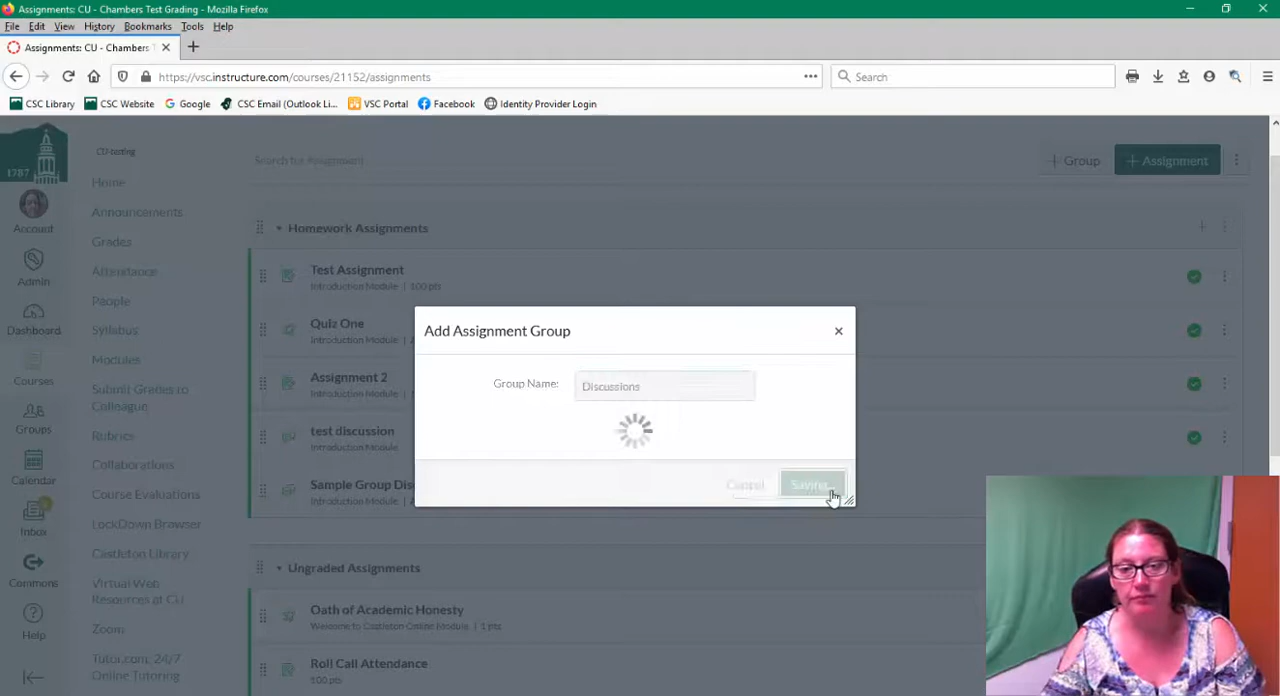 Assignments: CU - Chambers Test Grading - Mozilla Firefox
File Edit View History Bookmarks Tools Help
Assignments: CU - Chambers T
https://vsc.instructure.com/courses/21152/assignments
Search
CSC Library CSC Website Google CSC Email (Outlook Li... VSC Portal Facebook Identity Provider Login
1787
Account
Admin
Dashboard
Courses
Groups
Calendar
Inbox
Commons
Help
CD-testing
Home
Announcements
Grades
Attendance
People
Syllabus
Modules
Submit Grades to
Colleague
Rubrics
Collaborations
Course Evaluations
LockDown Browser
Castleton Library
Virtual Web
Resources at CU
Zoom
Tutor.com: 24/7
Online Tutoring
Search for Assignment
+ Group
+ Assignment
Homework Assignments
Test Assignment
Introduction Module | 100 pts
Quiz One
Introduction Module |
Assignment 2
Introduction Module |
test discussion
Introduction Module
Sample Group Dis
Introduction Module |
Ungraded Assignments
Oath of Academic Honesty
Welcome to Castleton Online Module | 1 pts
Roll Call Attendance
100 pts
Add Assignment Group
Group Name: Discussions
Cancel Saving...